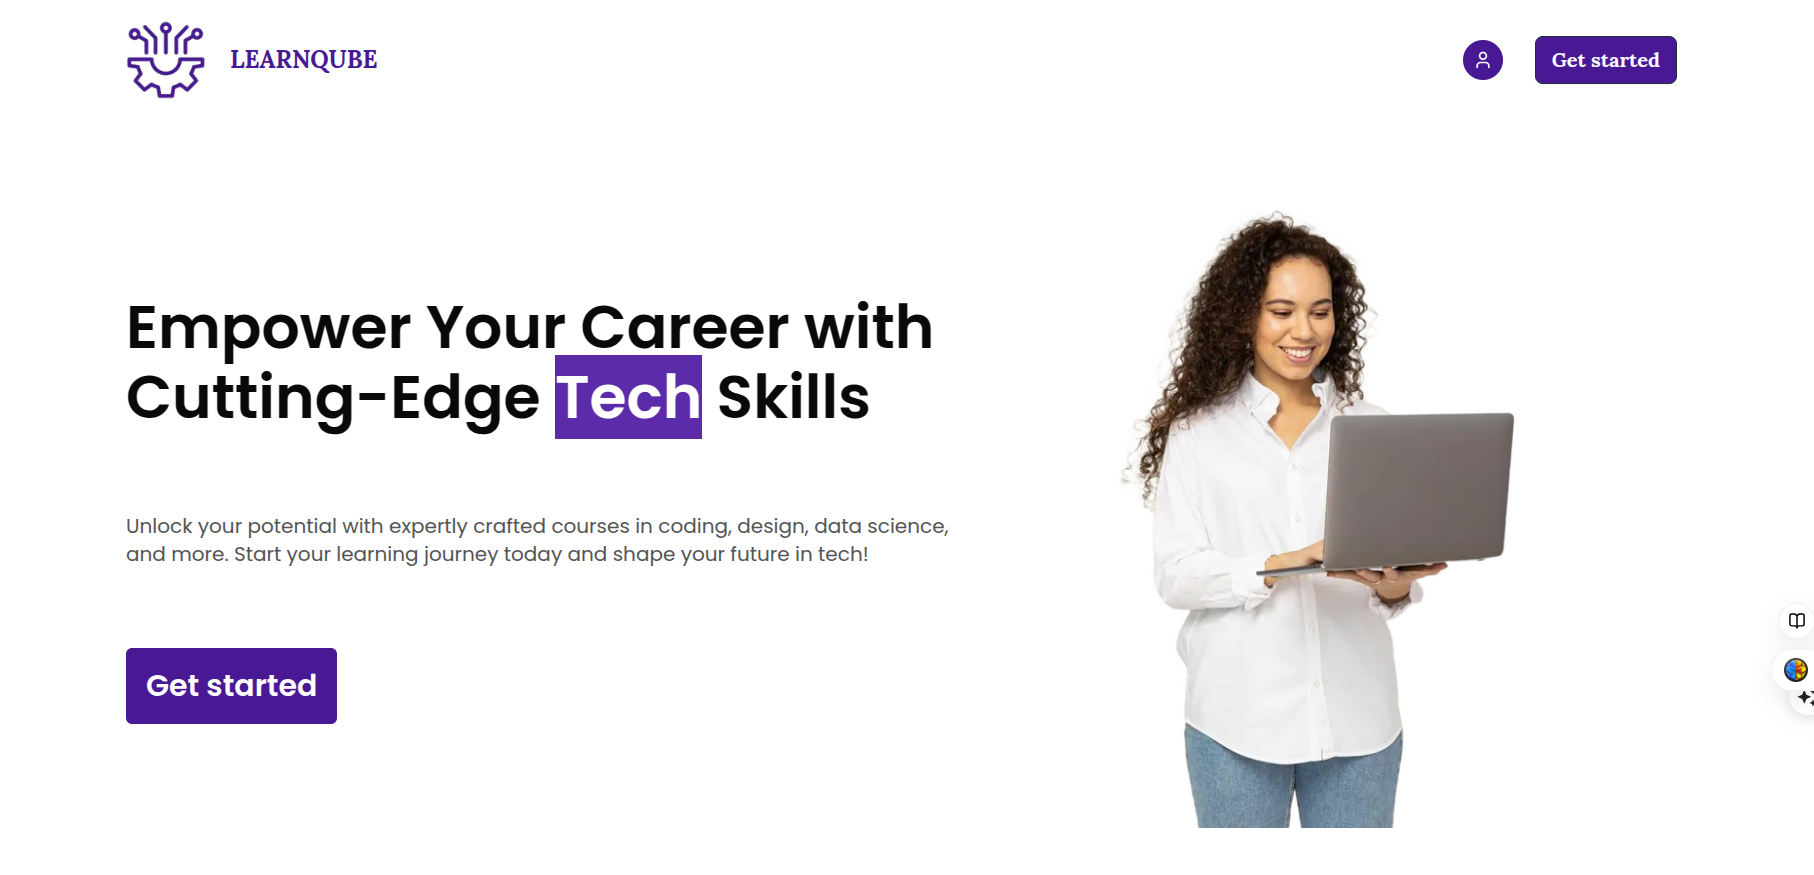 LEARNQUBE
Get started
Empower Your Career with
Cutting-Edge Tech Skills
Unlock your potential with expertly crafted courses in coding, design, data science,
and more. Start your learning journey today and shape your future in tech!
Get started